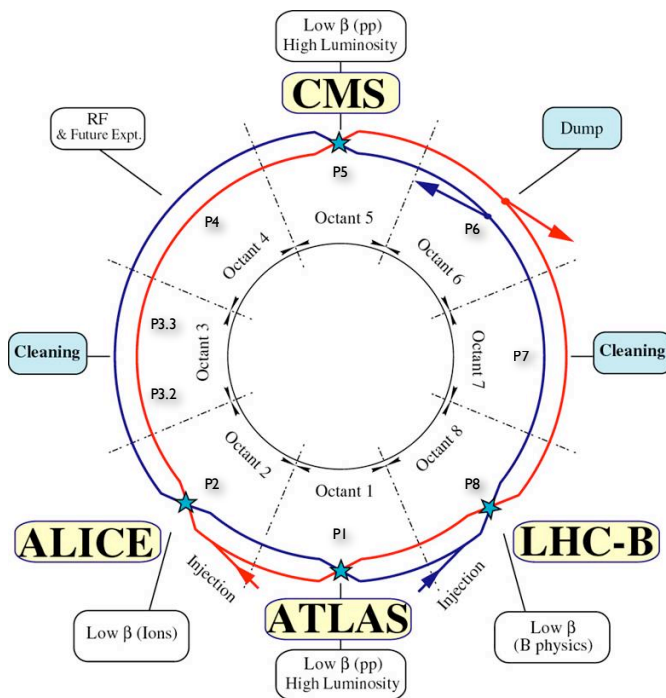 Low β (pp)
High Luminosity
CMS
RF
& Future Expt.
Dump
P5
Octant 5
P4
P6
Octant 4
Octant 6
P3.3
Octant 3
Cleaning
P7
Octant 7
Cleaning
P3.2
Octant 2
Octant 8
P2
P8
Octant 1
P1
ALICE
LHC-B
Injection
Injection
ATLAS
Low β (Ions)
Low β
(B physics)
Low β (pp)
High Luminosity